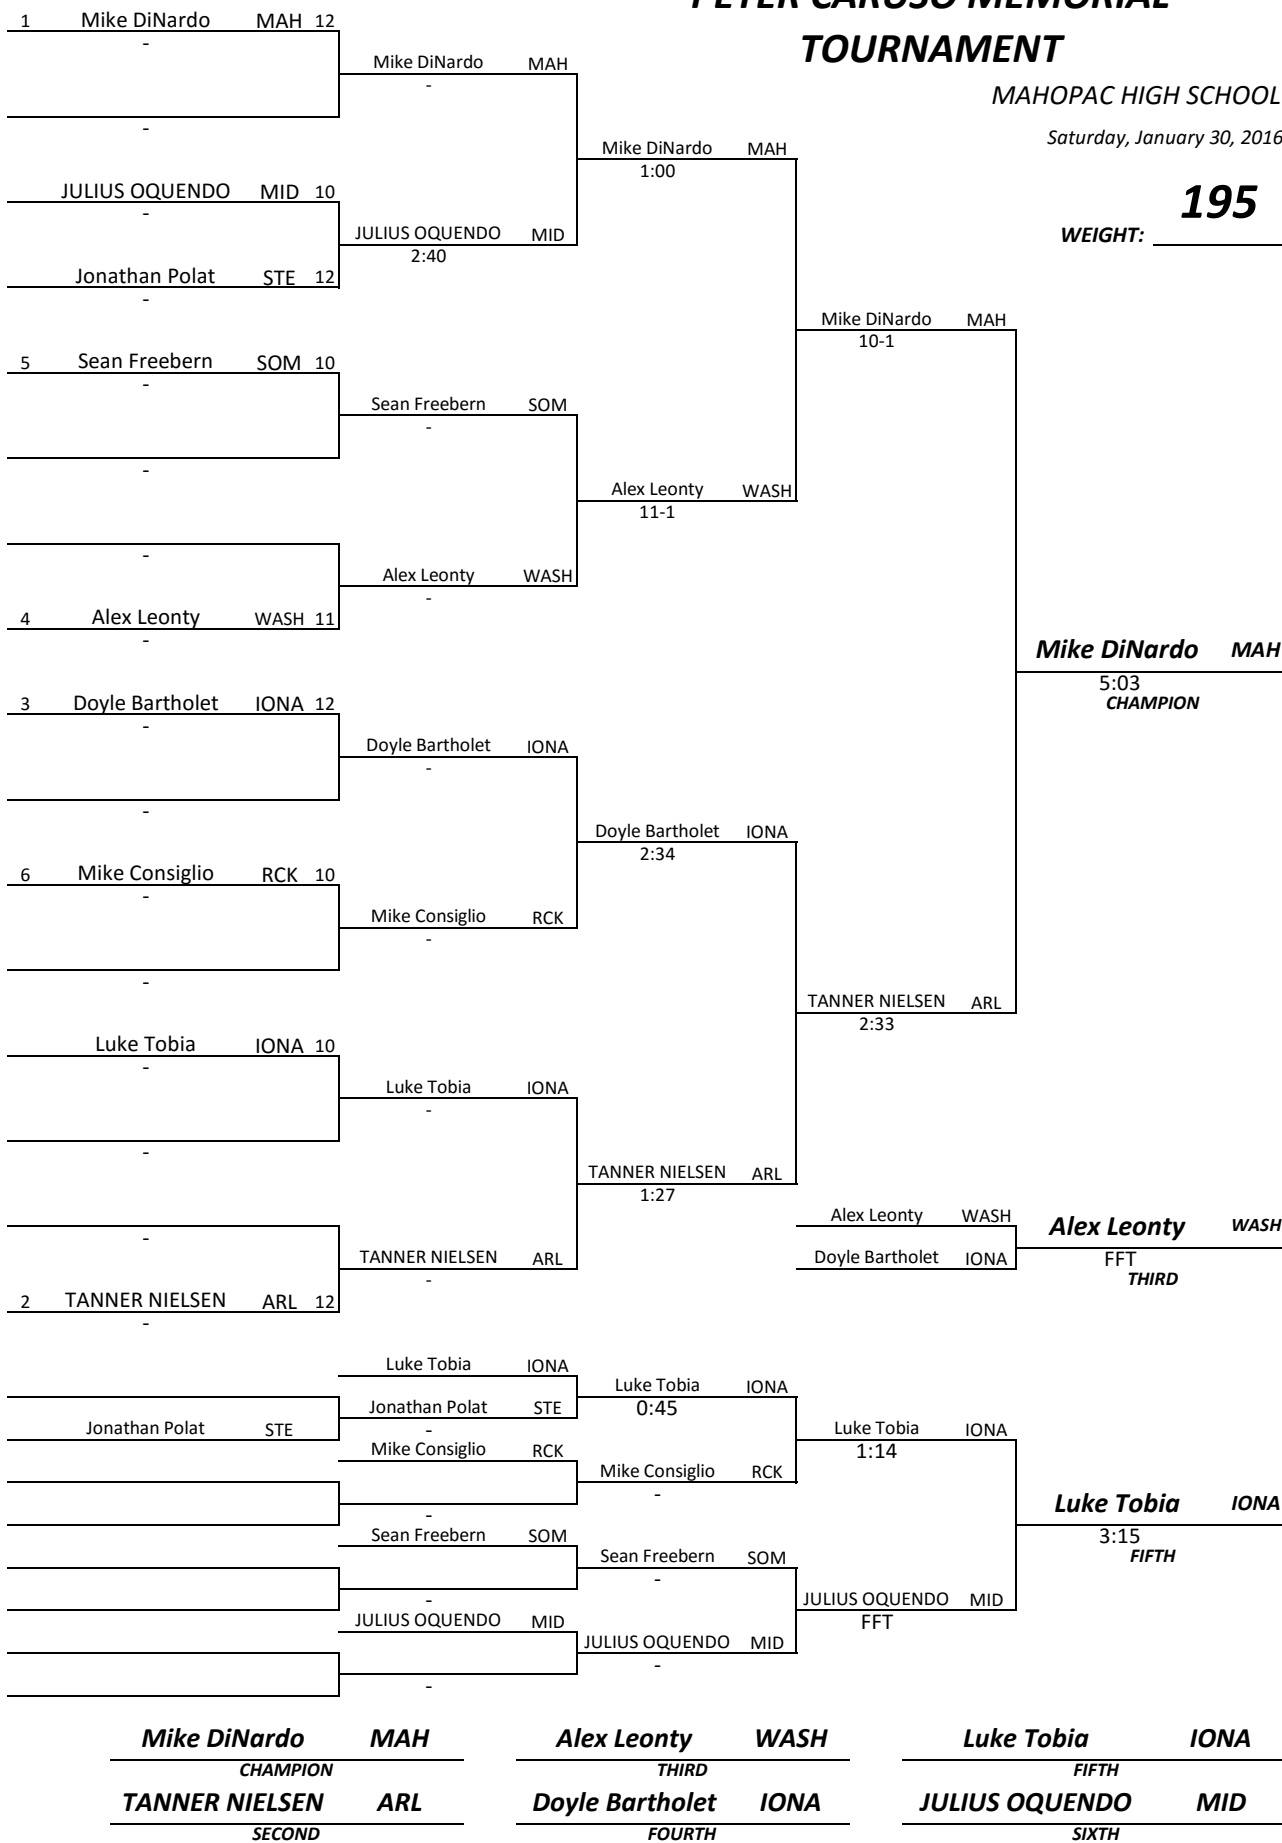 PETER CARUSO MEMORIAL
TOURNAMENT
MAHOPAC HIGH SCHOOL
Saturday, January 30, 2016
WEIGHT: 195
1 Mike DiNardo MAH 12
-
Mike DiNardo MAH
-
-
Mike DiNardo MAH
1:00
JULIUS OQUENDO MID 10
-
JULIUS OQUENDO MID
2:40
Jonathan Polat STE 12
-
Mike DiNardo MAH
10-1
5 Sean Freebern SOM 10
-
Sean Freebern SOM
-
-
Alex Leonty WASH
11-1
-
Alex Leonty WASH
-
4 Alex Leonty WASH 11
-
Mike DiNardo MAH
5:03
CHAMPION
3 Doyle Bartholet IONA 12
-
Doyle Bartholet IONA
-
-
Doyle Bartholet IONA
2:34
6 Mike Consiglio RCK 10
-
Mike Consiglio RCK
-
-
TANNER NIELSEN ARL
2:33
Luke Tobia IONA 10
-
Luke Tobia IONA
-
-
TANNER NIELSEN ARL
1:27
-
TANNER NIELSEN ARL
-
2 TANNER NIELSEN ARL 12
-
Alex Leonty WASH
Doyle Bartholet IONA
Alex Leonty WASH
FFT
THIRD
Luke Tobia IONA
Jonathan Polat STE
Jonathan Polat STE
-
Luke Tobia IONA
0:45
Mike Consiglio RCK
-
Mike Consiglio RCK
-
Luke Tobia IONA
1:14
Sean Freebern SOM
-
Sean Freebern SOM
-
JULIUS OQUENDO MID
-
JULIUS OQUENDO MID
-
JULIUS OQUENDO MID
FFT
Luke Tobia IONA
3:15
FIFTH
Mike DiNardo MAH Alex Leonty WASH Luke Tobia IONA
CHAMPION THIRD FIFTH
TANNER NIELSEN ARL Doyle Bartholet IONA JULIUS OQUENDO MID
SECOND FOURTH SIXTH